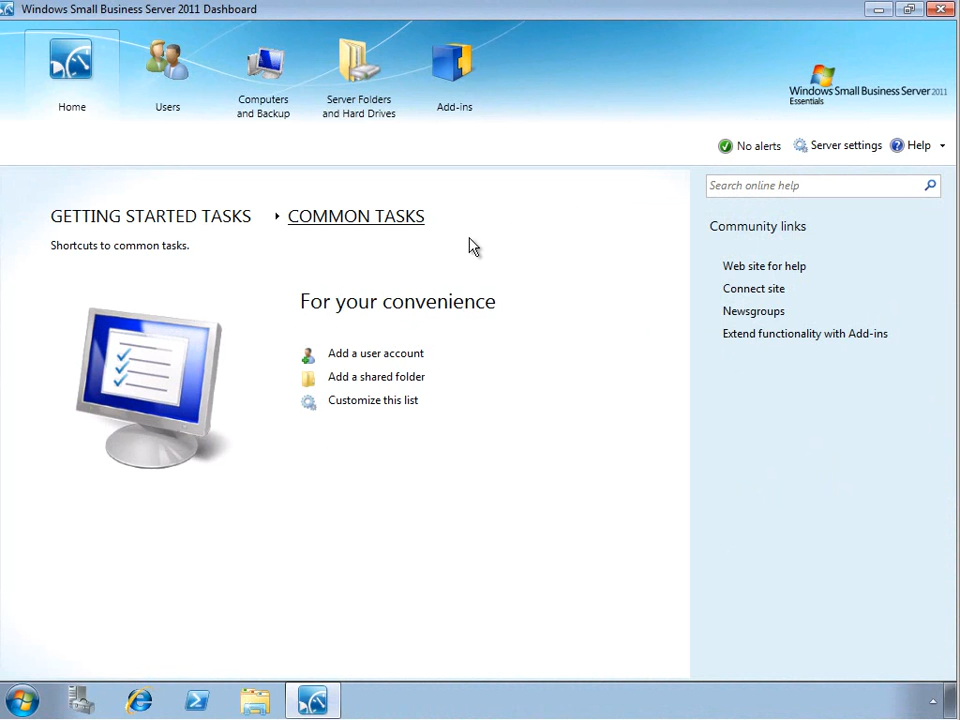 Windows Small Business Server 2011 Dashboard
Home
Users
Computers
and Backup
Server Folders
and Hard Drives
Add-ins
Windows Small Business Server 2011
Essentials
No alerts
Server settings
Help
GETTING STARTED TASKS
COMMON TASKS
Shortcuts to common tasks.
For your convenience
Add a user account
Add a shared folder
Customize this list
Search online help
Community links
Web site for help
Connect site
Newsgroups
Extend functionality with Add-ins